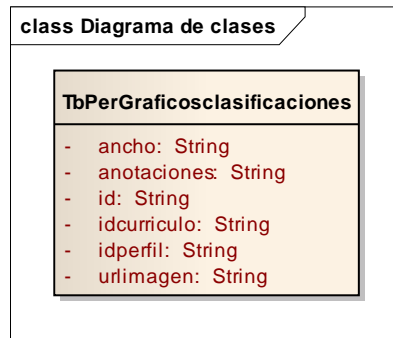 class Diagrama de clases
TbPerGraficosclasificaciones
- ancho: String
- anotaciones: String
- id: String
- idcurriculo: String
- idperfil: String
- urlimagen: String